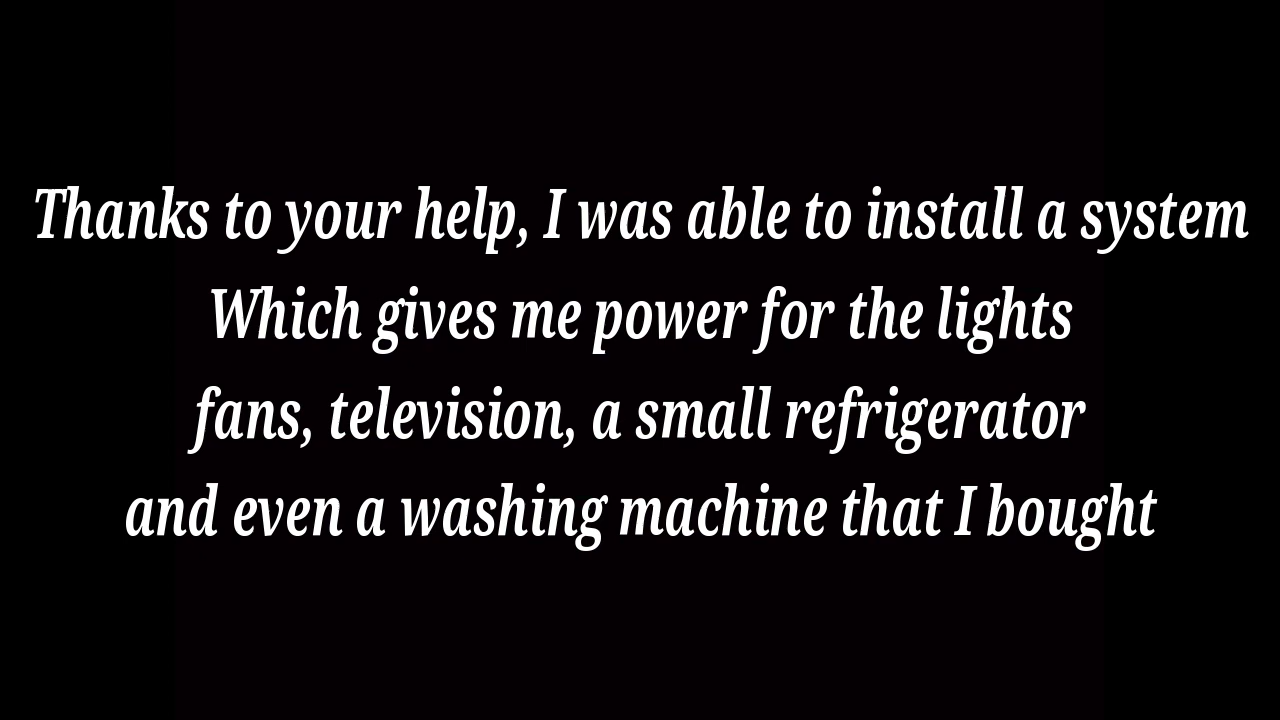 Thanks to your help, I was able to install a system
Which gives me power for the lights
fans, television, a small refrigerator
and even a washing machine that I bought